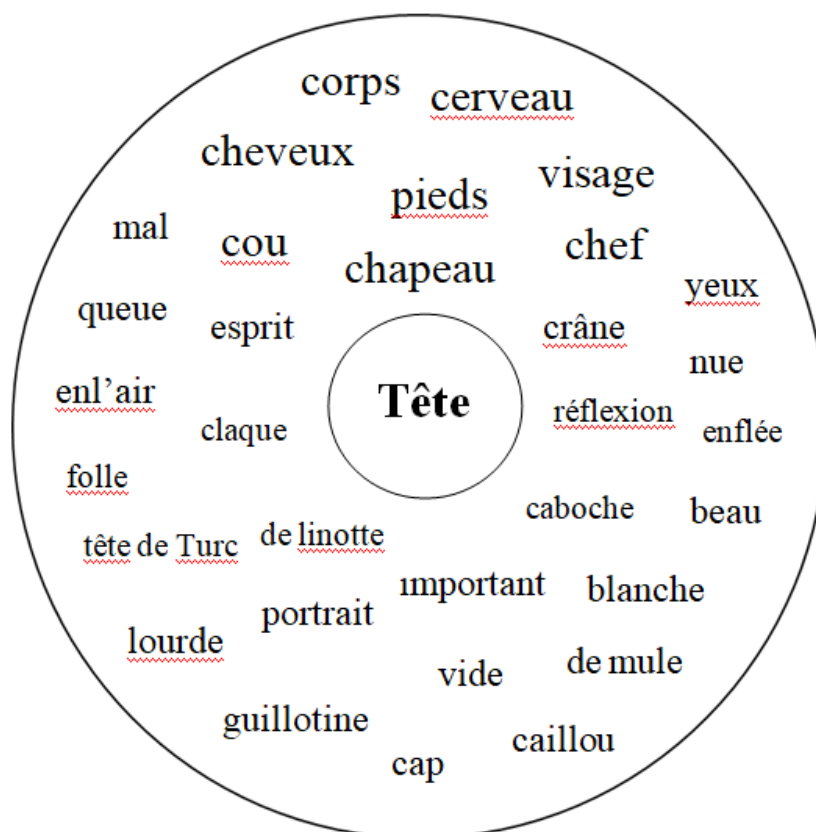 corps
cerveau
cheveux
visage
pieds
mal
cou
chef
chapeau
yeux
queue
esprit
crâne
nue
enl’air
Tête
réflexion
claque
enflée
folle
caboche
beau
tête de Turc
de linotte
important
blanche
portrait
lourde
vide
de mule
guillotine
caillou
cap